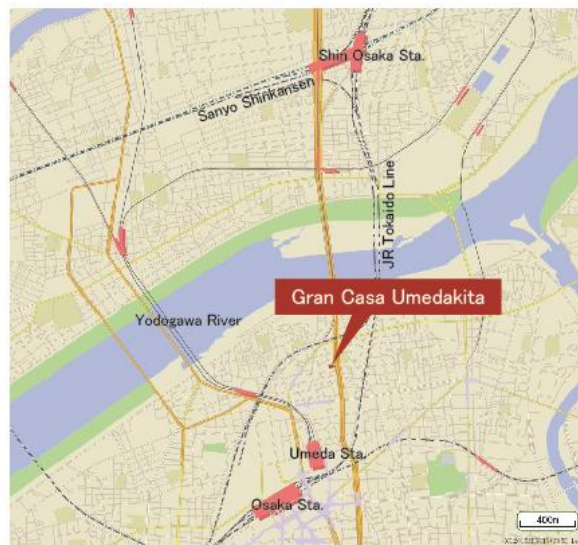 Shin Osaka Sta.
Sanyo Shinkansen
JR Tokaido Line
Gran Casa Umedakita
Yodogawa River
Umeda Sta.
Osaka Sta.
400m